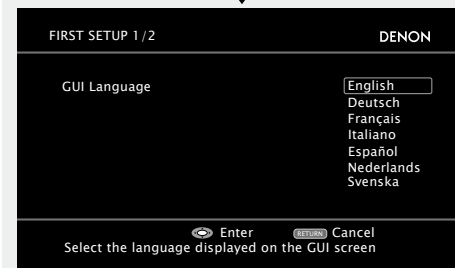 FIRST SETUP 1/2 DENON
GUI Language English
Deutsch
Français
Italiano
Español
Nederlands
Svenska
Enter RETURN Cancel
Select the language displayed on the GUI screen